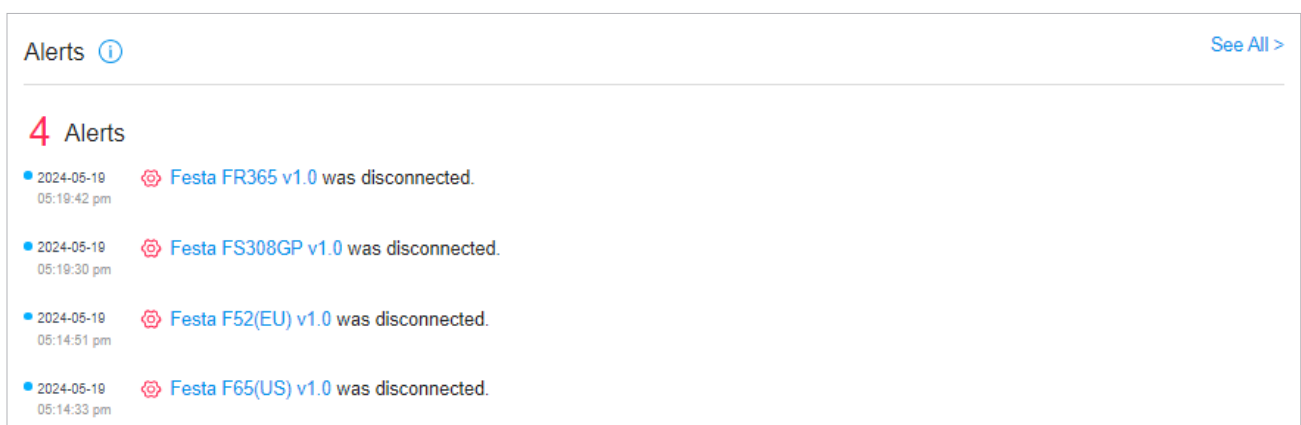 Alerts
See All >
4 Alerts
2024-05-19 Festa FR365 v1.0 was disconnected.
05:19:42 pm
2024-05-19 Festa FS308GP v1.0 was disconnected.
05:19:30 pm
2024-05-19 Festa F52(EU) v1.0 was disconnected.
05:14:51 pm
2024-05-19 Festa F65(US) v1.0 was disconnected.
05:14:33 pm